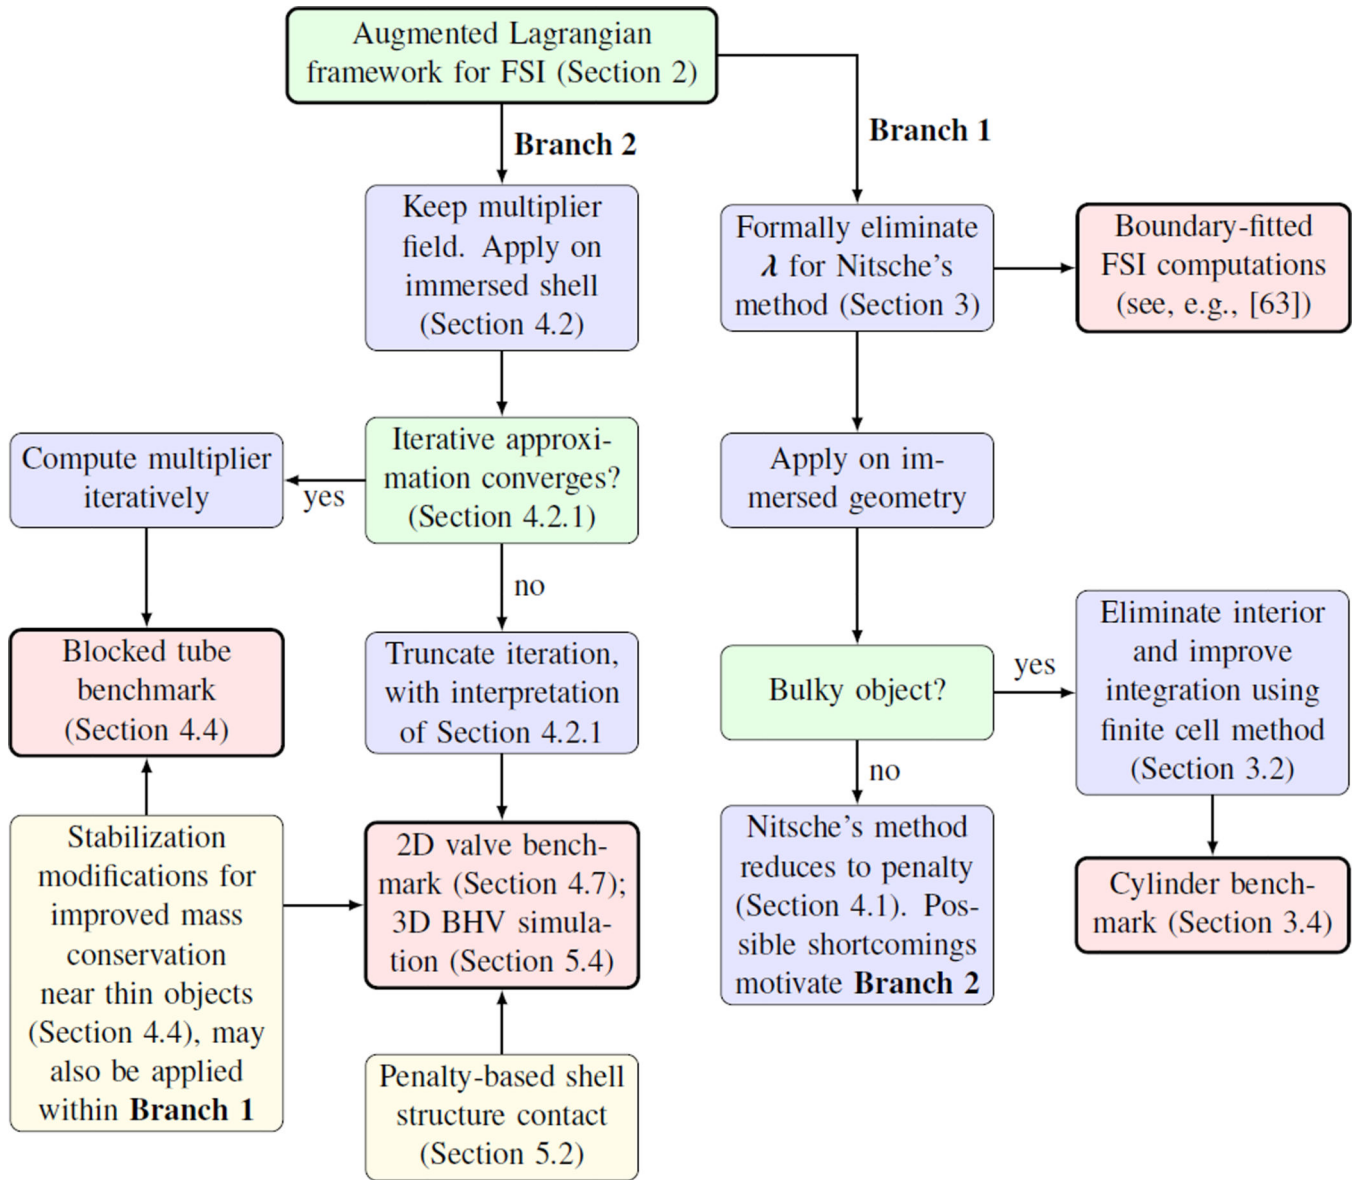 Augmented Lagrangian
framework for FSI (Section 2)
Branch 2
Branch 1
Keep multiplier
field. Apply on
immersed shell
(Section 4.2)
Formally eliminate
λ for Nitsche's
method (Section 3)
Boundary-fitted
FSI computations
(see, e.g., [63])
Iterative approxi-
mation converges?
(Section 4.2.1)
yes
Compute multiplier
iteratively
no
Apply on im-
mersed geometry
Blocked tube
benchmark
(Section 4.4)
Truncate iteration,
with interpretation
of Section 4.2.1
Bulky object?
yes
Eliminate interior
and improve
integration using
finite cell method
(Section 3.2)
no
Stabilization
modifications for
improved mass
conservation
near thin objects
(Section 4.4), may
also be applied
within Branch 1
2D valve bench-
mark (Section 4.7);
3D BHV simula-
tion (Section 5.4)
Nitsche's method
reduces to penalty
(Section 4.1). Pos-
sible shortcomings
motivate Branch 2
Cylinder bench-
mark (Section 3.4)
Penalty-based shell
structure contact
(Section 5.2)